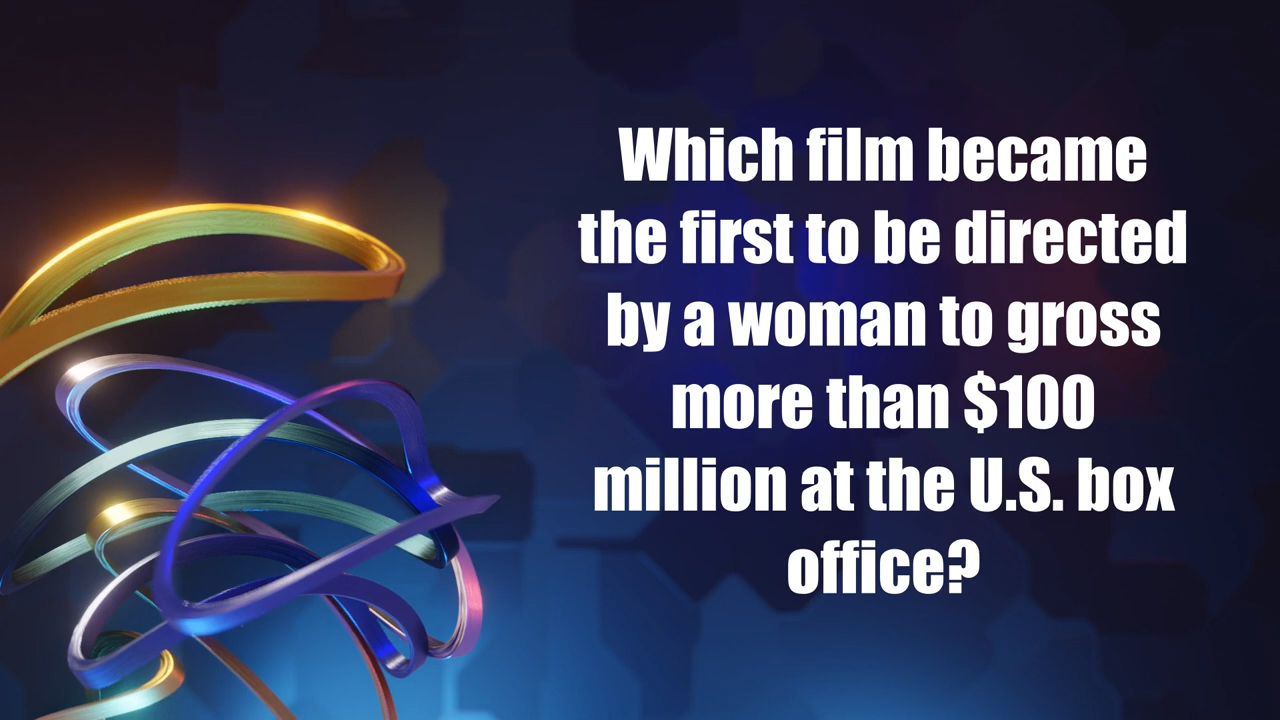 Which film became
the first to be directed
by a woman to gross
more than $100
million at the U.S. box
office?